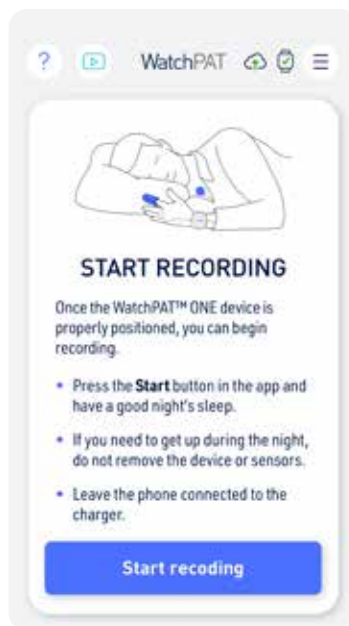 ? WatchPAT
START RECORDING
Once the WatchPAT™ ONE device is
properly positioned, you can begin
recording.
• Press the Start button in the app and
have a good night's sleep.
• If you need to get up during the night,
do not remove the device or sensors.
• Leave the phone connected to the
charger.
Start recoding